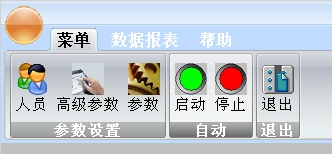 菜单 数据报表 帮助
人员 高级参数 参数 启动 停止 退出
参数设置 自动 退出